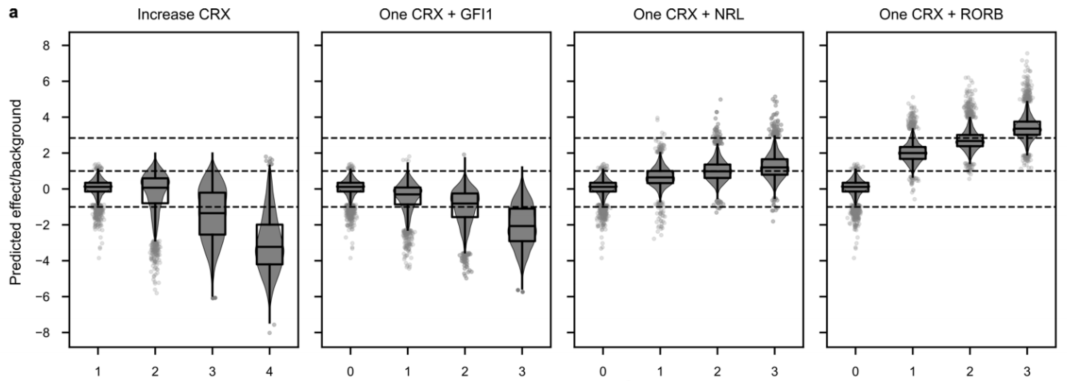 a
Increase CRX One CRX + GFI1 One CRX + NRL One CRX + RORB
Predicted effect/background
8
6
4
2
0
−2
−4
−6
−8
1 2 3 4 0 1 2 3 0 1 2 3 0 1 2 3